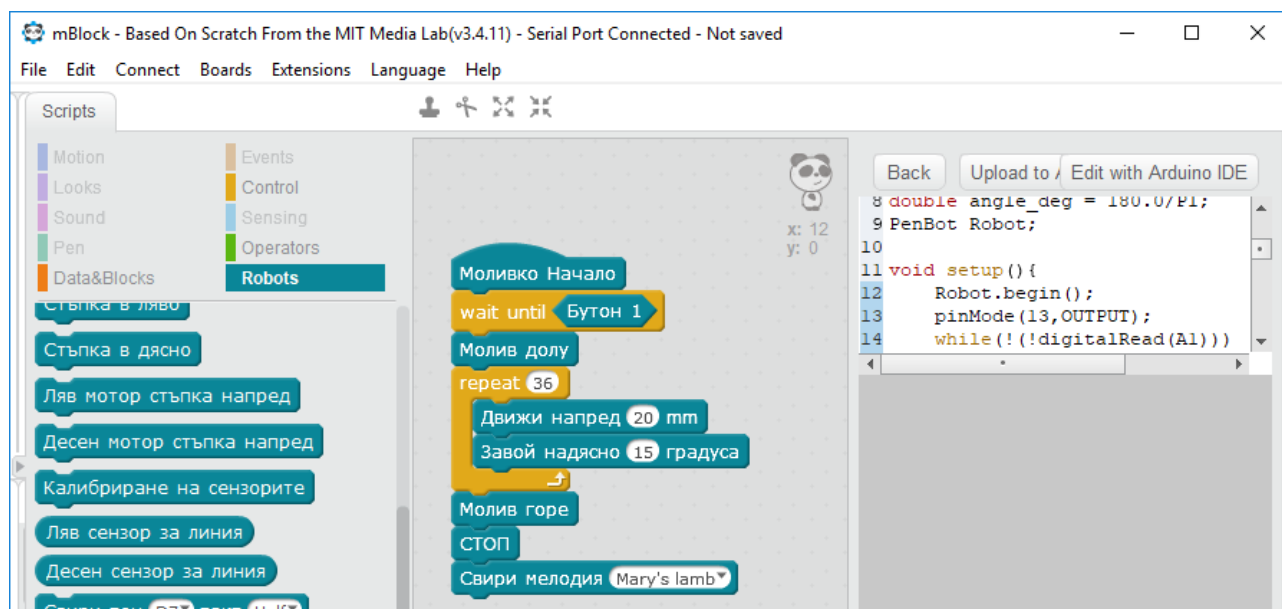 mBlock - Based On Scratch From the MIT Media Lab(v3.4.11) - Serial Port Connected - Not saved
File Edit Connect Boards Extensions Language Help
Scripts
Motion
Events
Looks
Control
Sound
Sensing
Pen
Operators
Data&Blocks
Robots
Стъпка в ляво
Стъпка в дясно
Ляв мотор стъпка напред
Десен мотор стъпка напред
Калибриране на сензорите
Ляв сензор за линия
Десен сензор за линия
x: 12
y: 0
Моливко Начало
wait until Бутон 1
Молив долу
repeat 36
Движи напред 20 mm
Завой надясно 15 градуса
Молив горе
СТОП
Свири мелодия Mary's lamb
Back
Upload to
Edit with Arduino IDE
8 double angle_deg = 180.0/PI;
9 PenBot Robot;
10
11 void setup(){
12 Robot.begin();
13 pinMode(13,OUTPUT);
14 while(!(!digitalRead(A1)))